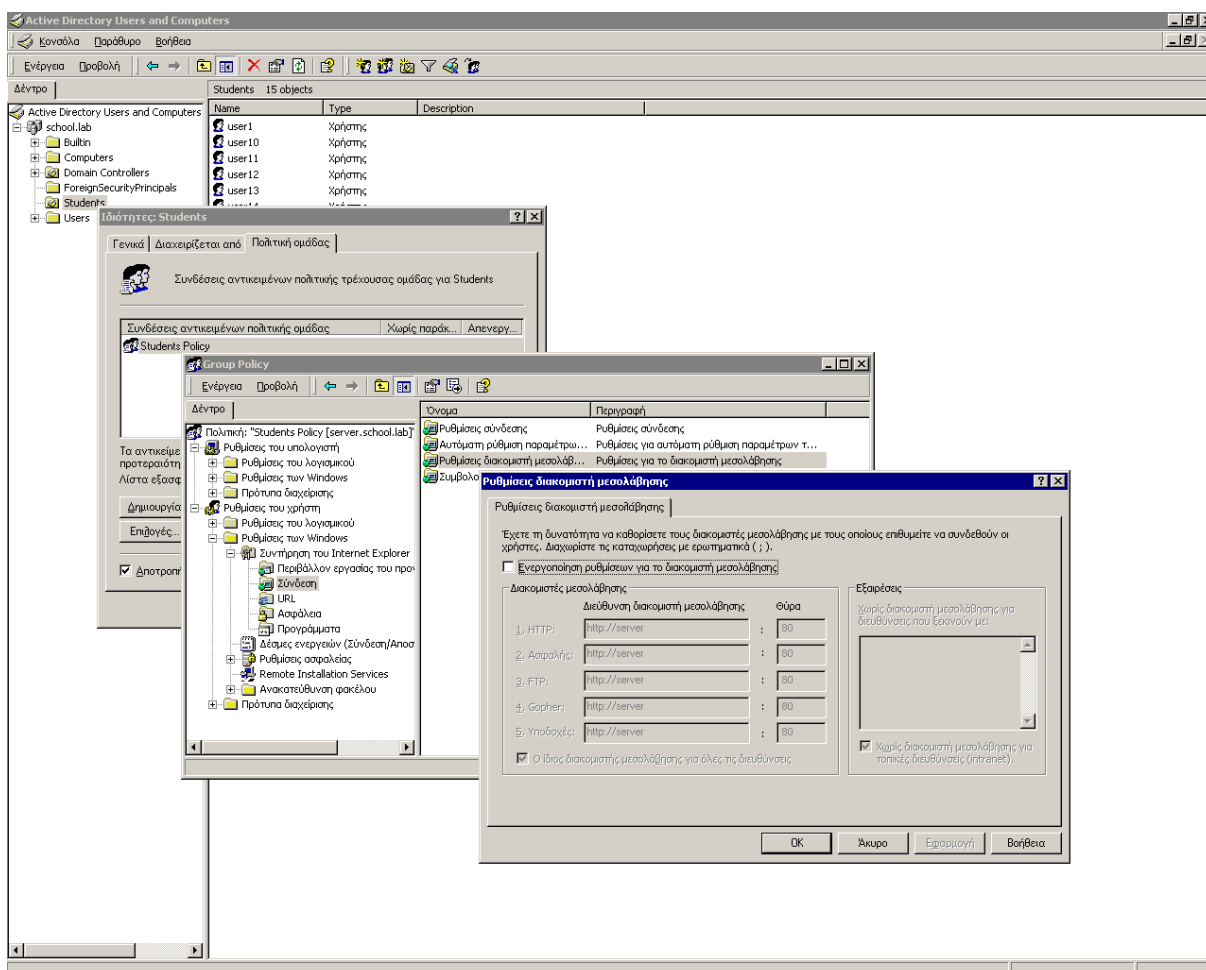 Active Directory Users and Computers
Κονσόλα Παράθυρο Βοήθεια
Ενέργεια Προβολή
Δέντρο
Students 15 objects
Active Directory Users and Computers
school.lab
Builtin
Computers
Domain Controllers
ForeignSecurityPrincipals
Students
Users
Name Type Description
user1 Χρήστης
user10 Χρήστης
user11 Χρήστης
user12 Χρήστης
user13 Χρήστης
Ιδιότητες: Students
Γενικά Διαχειρίζεται από Πολιτική ομάδας
Συνδέσεις αντικειμένων πολιτικής τρέχουσας ομάδας για Students
Συνδέσεις αντικειμένων πολιτικής ομάδας Χωρίς παράκ... Απενεργ...
Students Policy
Τα αντικείμε
προτεραιότη
Λίστα εξασφ
Δημιουργία
Επιλογές...
Αποτροπή
Group Policy
Ενέργεια Προβολή
Δέντρο
Πολιτική: "Students Policy [server.school.lab]"
Ρυθμίσεις του υπολογιστή
Ρυθμίσεις του λογισμικού
Ρυθμίσεις των Windows
Πρότυπα διαχείρισης
Ρυθμίσεις του χρήστη
Ρυθμίσεις του λογισμικού
Ρυθμίσεις των Windows
Συντήρηση του Internet Explorer
Περιβάλλον εργασίας του προγ
Σύνδεση
URL
Ασφάλεια
Προγράμματα
Δέσμες ενεργειών (Σύνδεση/Αποσ
Ρυθμίσεις ασφαλείας
Remote Installation Services
Ανακατεύθυνση φακέλου
Πρότυπα διαχείρισης
Όνομα Περιγραφή
Ρυθμίσεις σύνδεσης Ρυθμίσεις σύνδεσης
Αυτόματη ρύθμιση παραμέτρω... Ρυθμίσεις για αυτόματη ρύθμιση παραμέτρων τ...
Ρυθμίσεις διακομιστή μεσολάβ... Ρυθμίσεις για το διακομιστή μεσολάβησης
Συμβολο
Ρυθμίσεις διακομιστή μεσολάβησης
Ρυθμίσεις διακομιστή μεσολάβησης
Έχετε τη δυνατότητα να καθορίσετε τους διακομιστές μεσολάβησης με τους οποίους επιθυμείτε να συνδεθούν οι
χρήστες. Διαχωρίστε τις καταχωρήσεις με ερωτηματικά ( ; ).
Ενεργοποίηση ρυθμίσεων για το διακομιστή μεσολάβησης
Διακομιστές μεσολάβησης
Διεύθυνση διακομιστή μεσολάβησης Θύρα
1. HTTP: http://server : 80
2. Ασφαλής: http://server : 80
3. FTP: http://server : 80
4. Gopher: http://server : 80
5. Υποδοχές: http://server : 80
Ο ίδιος διακομιστής μεσολάβησης για όλες τις διευθύνσεις
Εξαιρέσεις
Χωρίς διακομιστή μεσολάβησης για
διευθύνσεις που ξεκινούν με:
Χωρίς διακομιστή μεσολάβησης για
τοπικές διευθύνσεις (intranet).
OK Άκυρο Εφαρμογή Βοήθεια